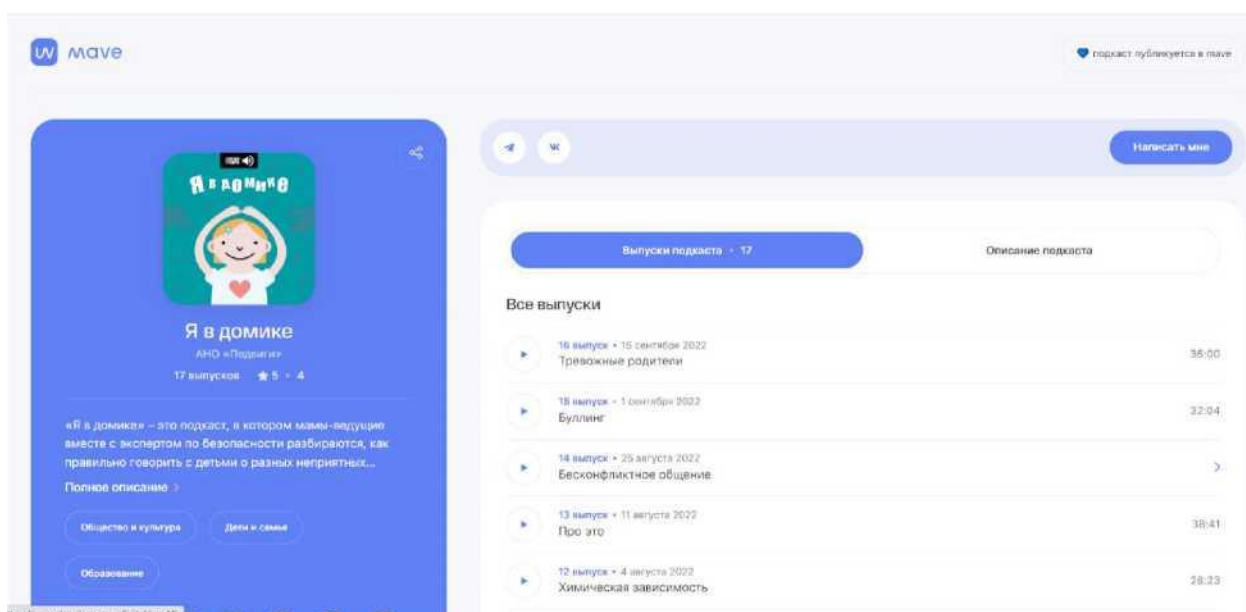 mave
подкаст публикуется в mave
Я В ДОМИКЕ
Я в домике
АНО «Подвиги»
17 выпусков ★ 5 • 4
«Я в домике» – это подкаст, в котором мамы-ведущие
вместе с экспертом по безопасности разбираются, как
правильно говорить с детьми о разных неприятных...
Полное описание >
Общество и культура
Дети и семья
Образование
Написать мне
Выпуски подкаста • 17
Описание подкаста
Все выпуски
16 выпуск • 15 сентября 2022
Тревожные родители
36:00
15 выпуск • 1 сентября 2022
Буллинг
32:04
14 выпуск • 25 августа 2022
Бесконфликтное общение
13 выпуск • 11 августа 2022
Про это
38:41
12 выпуск • 4 августа 2022
Химическая зависимость
28:23